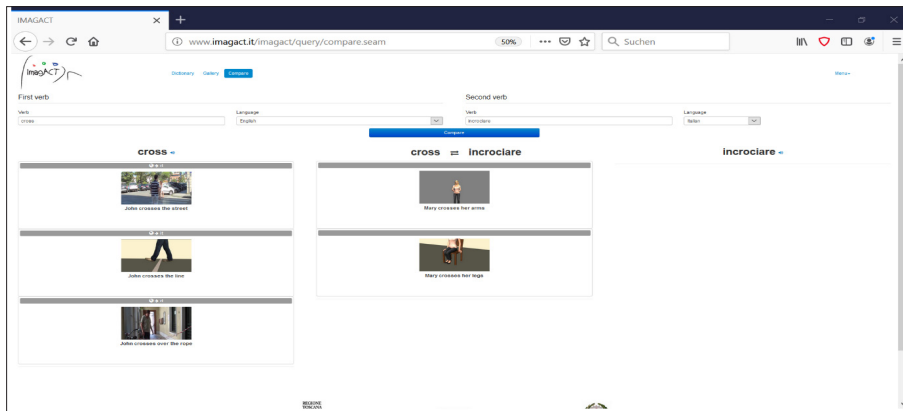 IMAGACT
www.imagact.it/imagact/query/compare.seam
50%
Suchen
imagACT
Dictionary Gallery Compare
Menu
First verb
Second verb
Verb
Language
Verb
Language
cross
English
incrociare
Italian
Compare
cross
cross ⇌ incrociare
incrociare
John crosses the street
Mary crosses her arms
John crosses the line
Mary crosses her legs
John crosses over the rope
REGIONE
TOSCANA